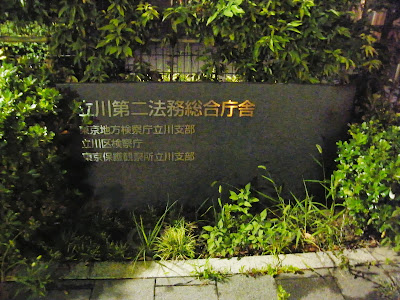 立川第二法務総合庁舎
東京地方検察庁立川支部
立川区検察庁
東京保護観察所立川支部